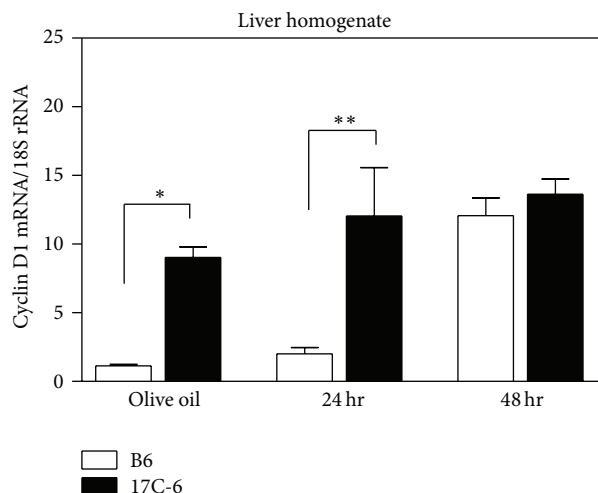 Liver homogenate
Cyclin D1 mRNA/18S rRNA
25
20
15
10
5
0
*
**
Olive oil 24 hr 48 hr
B6
17C-6